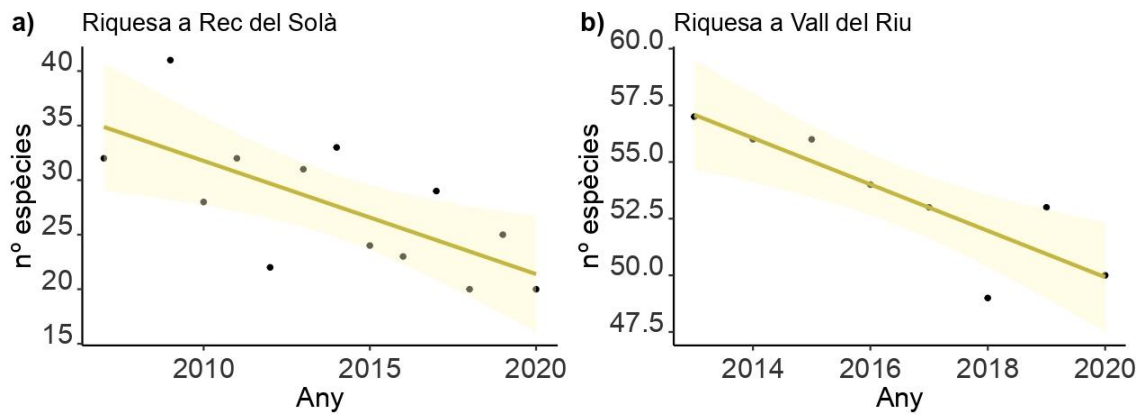 a) Riquesa a Rec del Solà
nº espècies
40
35
30
25
20
15
2010 2015 2020
Any
b) Riquesa a Vall del Riu
nº espècies
60.0
57.5
55.0
52.5
50.0
47.5
2014 2016 2018 2020
Any